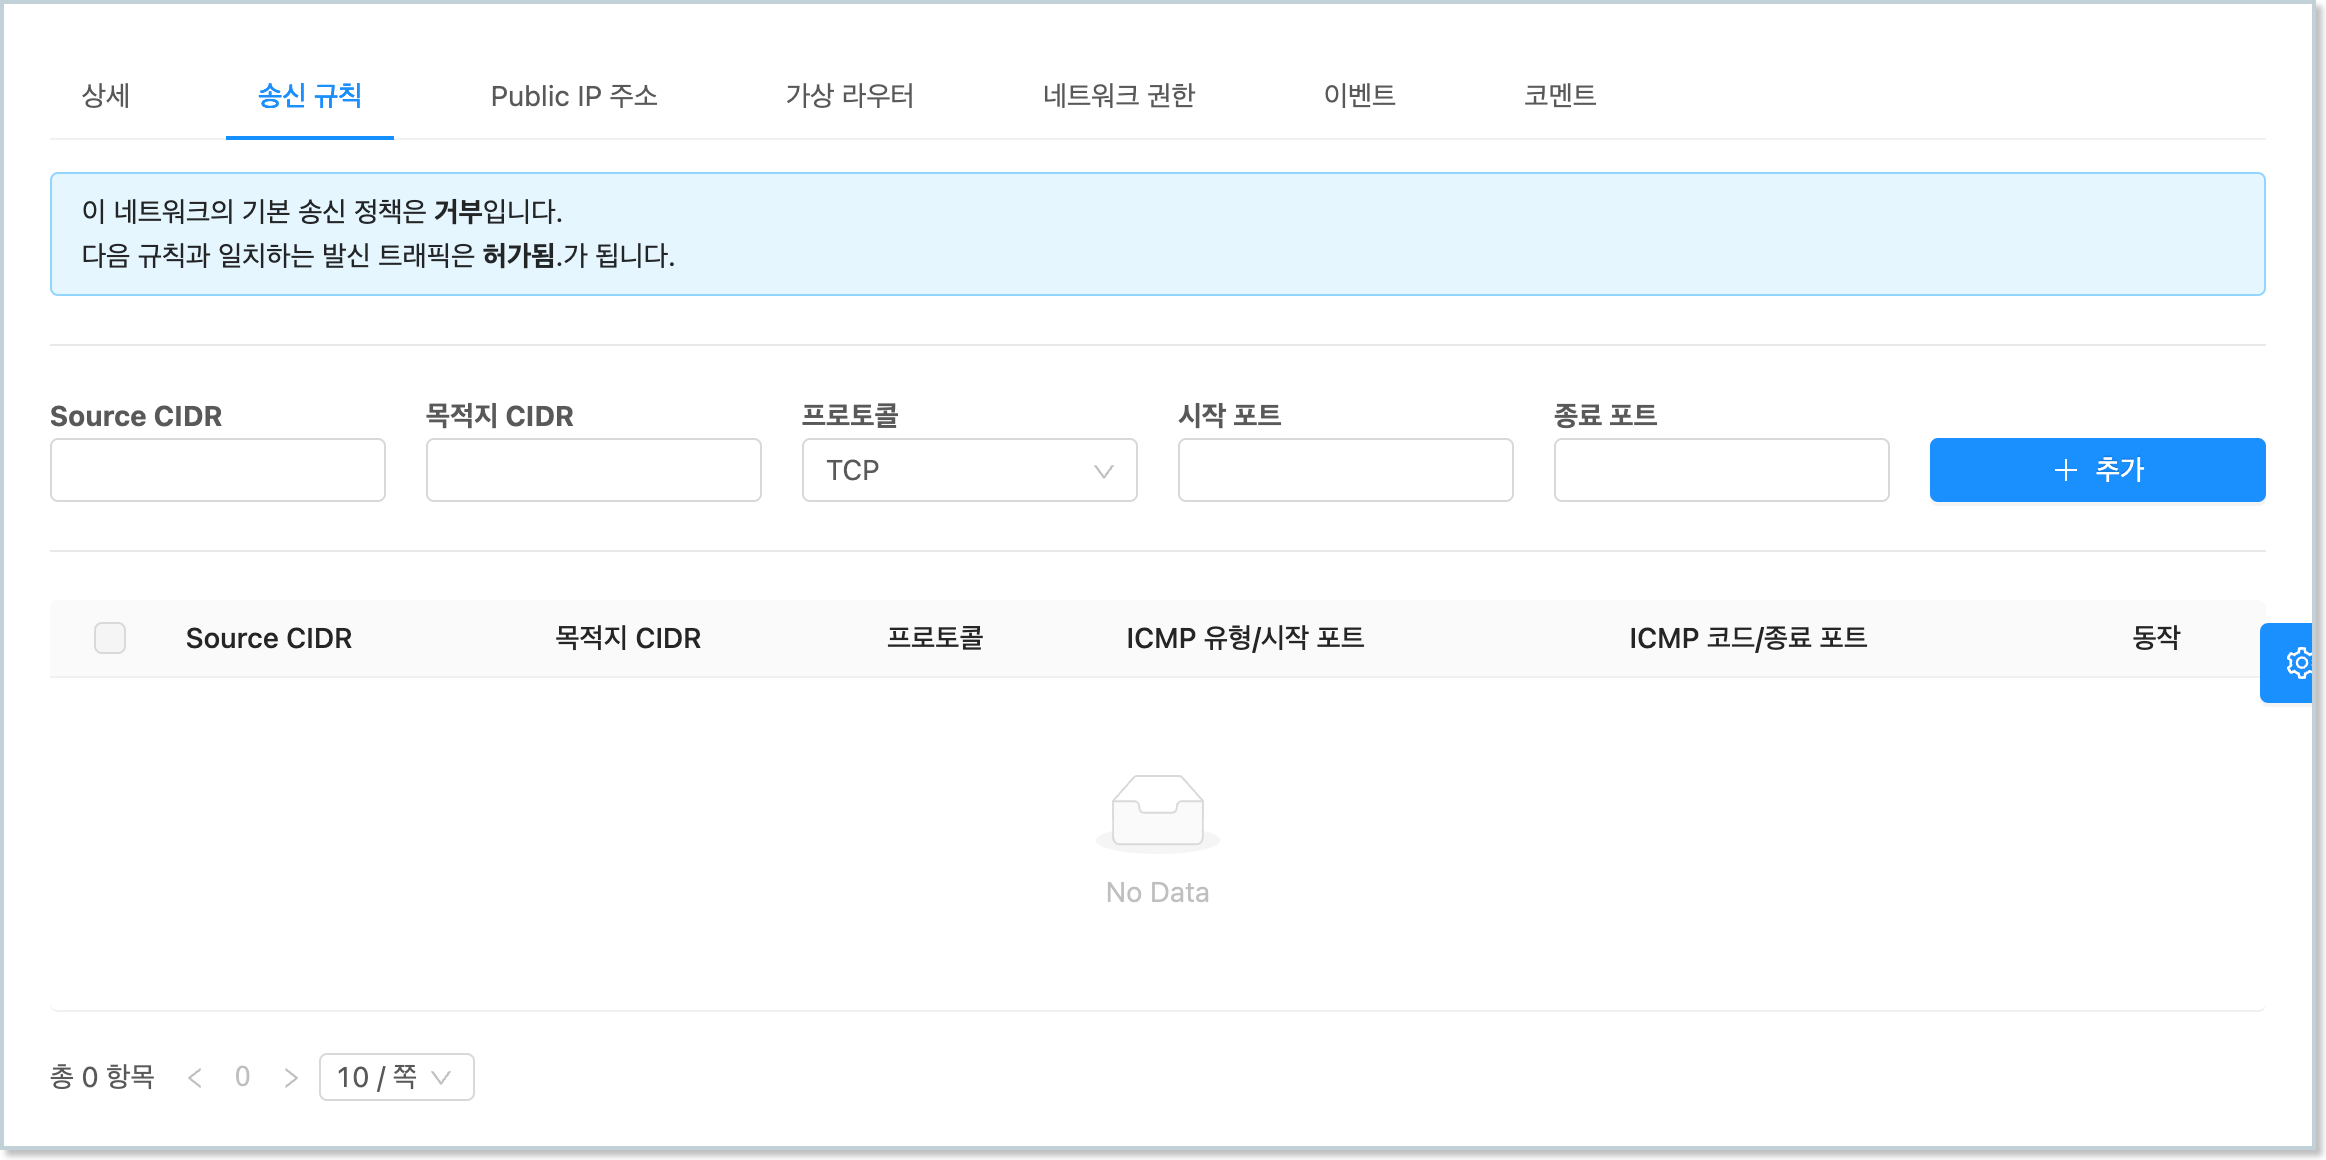 상세 송신 규칙 Public IP 주소 가상 라우터 네트워크 권한 이벤트 코멘트
이 네트워크의 기본 송신 정책은 거부입니다.
다음 규칙과 일치하는 발신 트래픽은 허가됨.가 됩니다.
Source CIDR 목적지 CIDR 프로토콜 시작 포트 종료 포트
TCP 추가
Source CIDR 목적지 CIDR 프로토콜 ICMP 유형/시작 포트 ICMP 코드/종료 포트 동작
No Data
총 0 항목 < 0 > 10 / 쪽